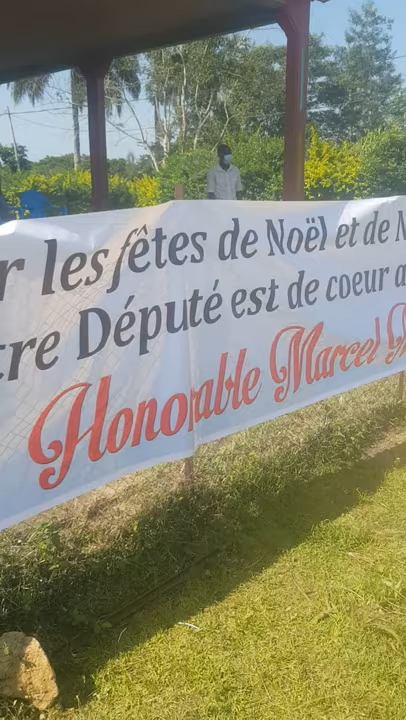 r les fêtes de Noël et de N
tre Député est de coeur a
Honorable Marcel